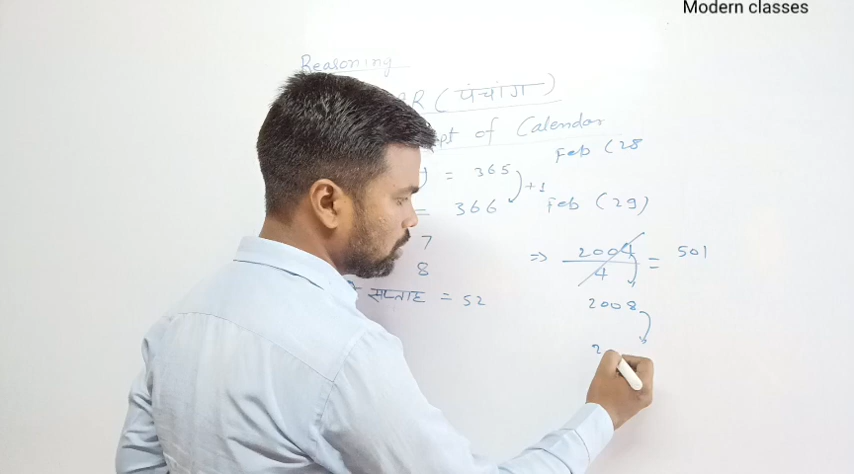 Modern classes
Reasoning
(पंचांग)
of Calendar
= 365 +1 Feb (28
= 366 Feb (29)
7
8
सप्ताह = 52
=> 2004 / 4 = 501
2008
2